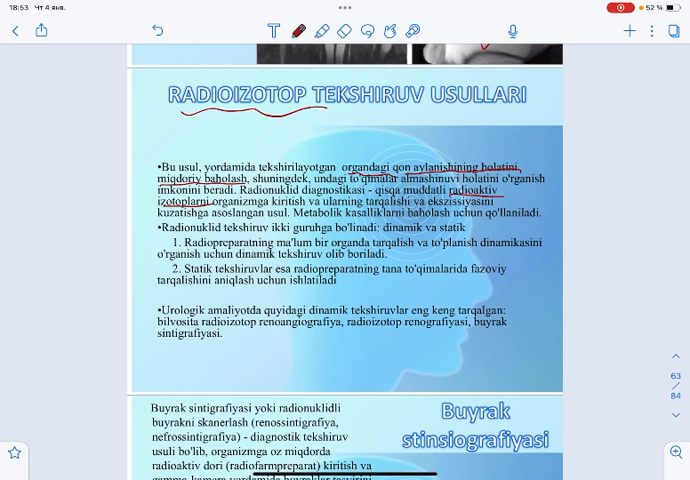 18:53 Чт 4 янв.
52 %
RADIOIZOTOP TEKSHIRUV USULLARI
•Bu usul, yordamida tekshirilayotgan organdagi qon aylanishining holatini
miqdoriy baholash, shuningdek, undagi to'qimalar almashinuvi holatini o'rganish
imkonini beradi. Radionuklid diagnostikasi - qisqa muddatli radioaktiv
izotoplarni organizmga kiritish va ularning tarqalishi va ekszissiyasini
kuzatishga asoslangan usul. Metabolik kasalliklarni baholash uchun qo'llaniladi.
•Radionuklid tekshiruv ikki guruhga bo'linadi: dinamik va statik
1. Radiopreparatning ma'lum bir organda tarqalish va to'planish dinamikasini
o'rganish uchun dinamik tekshiruv olib boriladi.
2. Statik tekshiruvlar esa radiopreparatning tana to'qimalarida fazoviy
tarqalishini aniqlash uchun ishlatiladi
•Urologik amaliyotda quyidagi dinamik tekshiruvlar eng keng tarqalgan:
bilvosita radioizotop renoangiografiya, radioizotop renografiyasi, buyrak
sintigrafiyasi.
63
/
84
Buyrak
stinsiografiyasi
Buyrak sintigrafiyasi yoki radionuklidli
buyrakni skanerlash (renossintigrafiya,
nefrossintigrafiya) - diagnostik tekshiruv
usuli bo'lib, organizmga oz miqdorda
radioaktiv dori (radiofarmpreparat) kiritish va
gamma-kamera yordamida buyraklar tasvirini